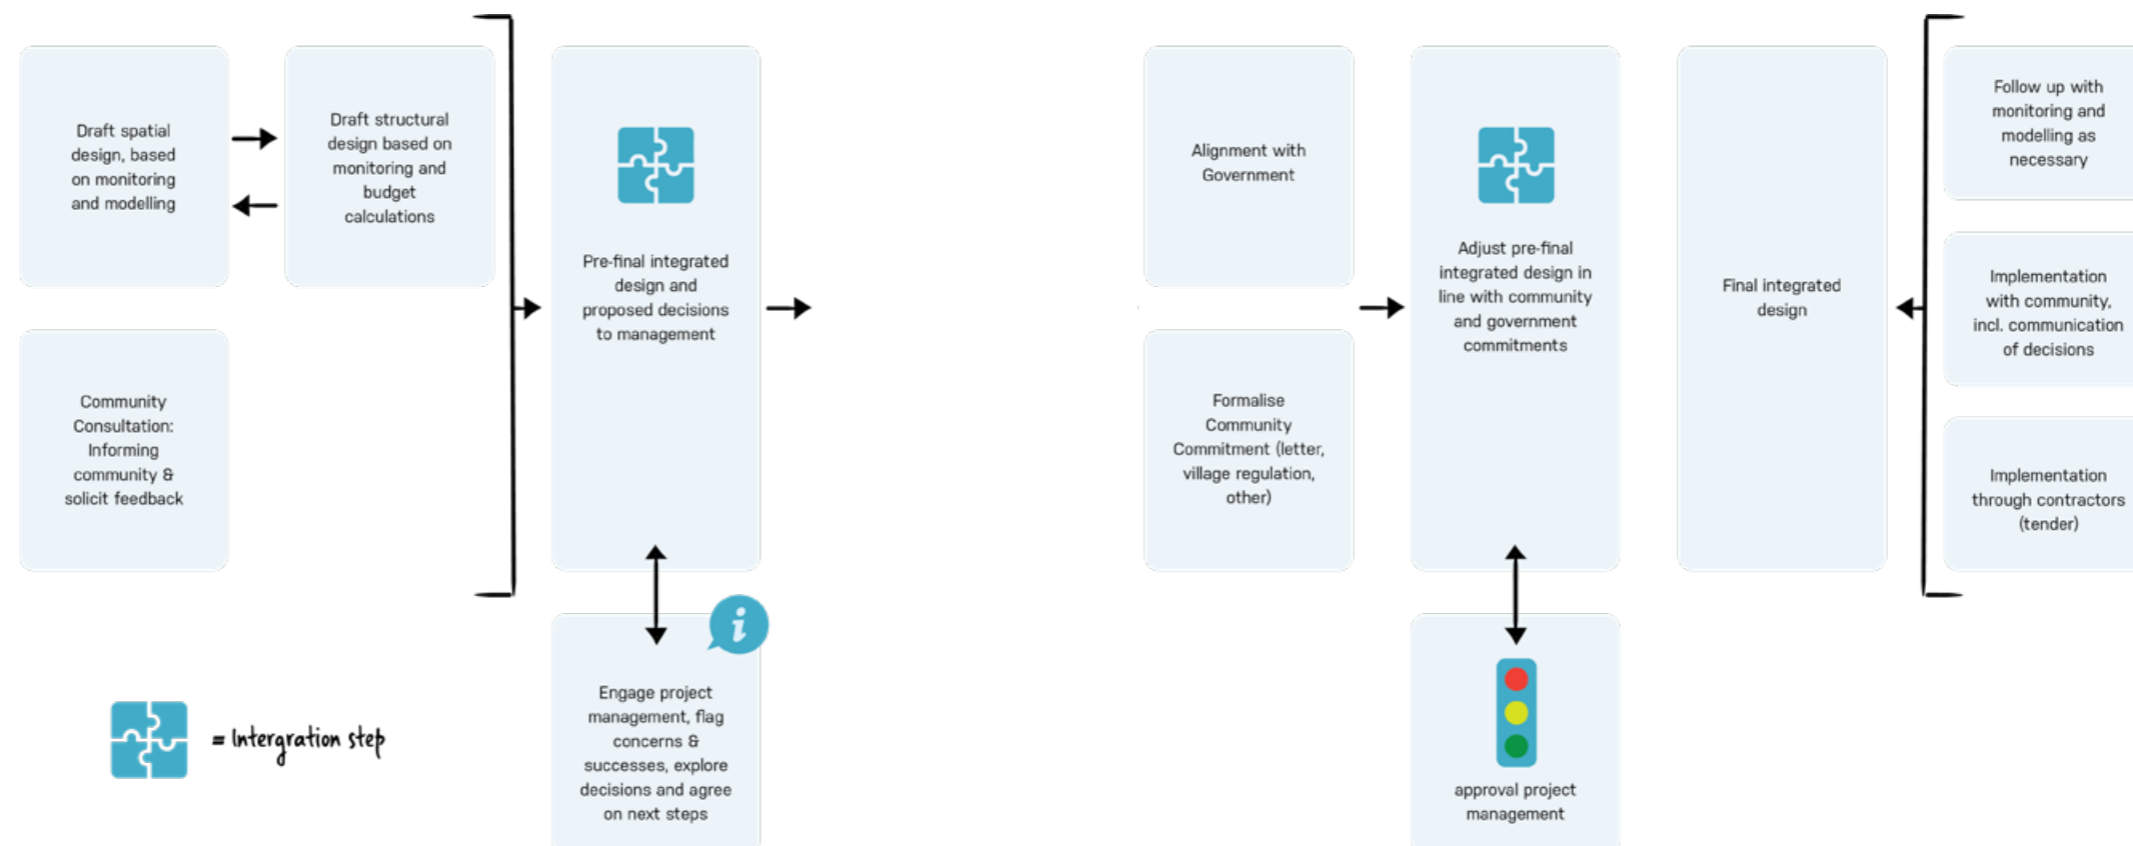 Draft spatial
design, based
on monitoring
and modelling
Draft structural
design based on
monitoring and
budget
calculations
Community
Consultation:
Informing
community &
solicit feedback
Pre-final integrated
design and
proposed decisions
to management
Engage project
management, flag
concerns &
successes, explore
decisions and agree
on next steps
i
= Intergration step
Alignment with
Government
Formalise
Community
Commitment (letter,
village regulation,
other)
Adjust pre-final
integrated design in
line with community
and government
commitments
approval project
management
Final integrated
design
Follow up with
monitoring and
modelling as
necessary
Implementation
with community,
incl. communication
of decisions
Implementation
through contractors
(tender)